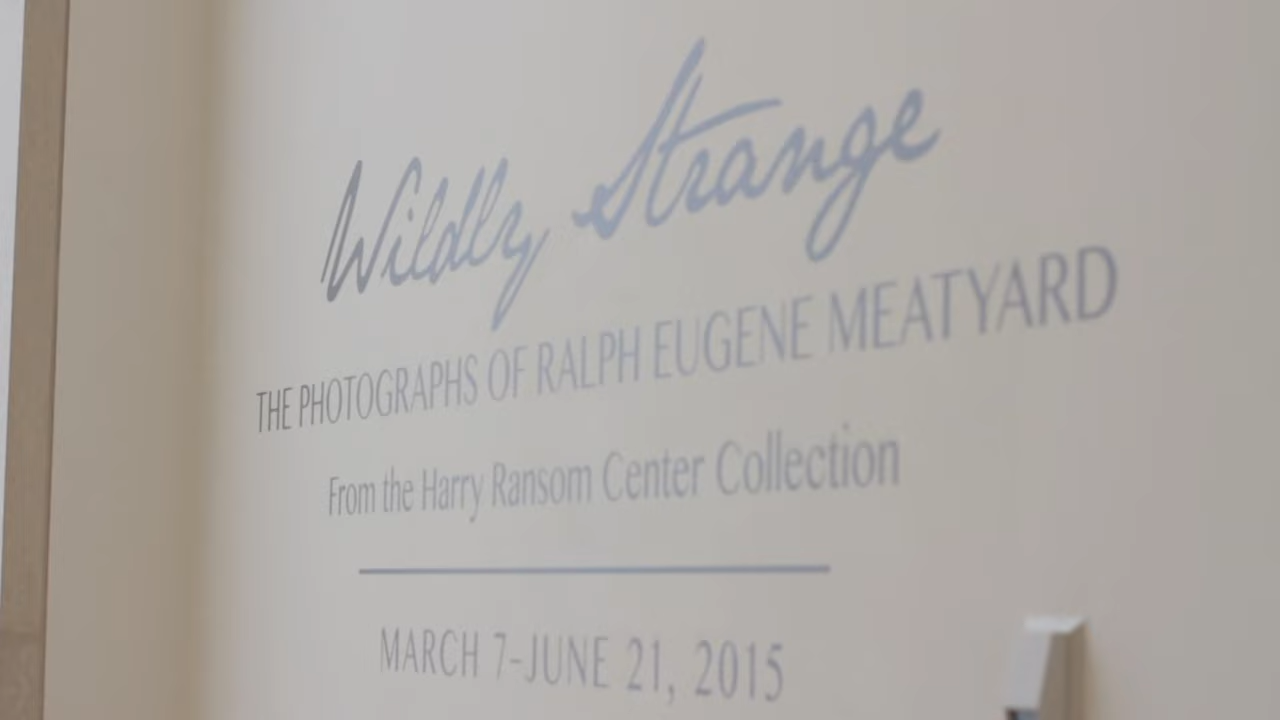 Wildly Strange
THE PHOTOGRAPHS OF RALPH EUGENE MEATYARD
From the Harry Ransom Center Collection
MARCH 7-JUNE 21, 2015